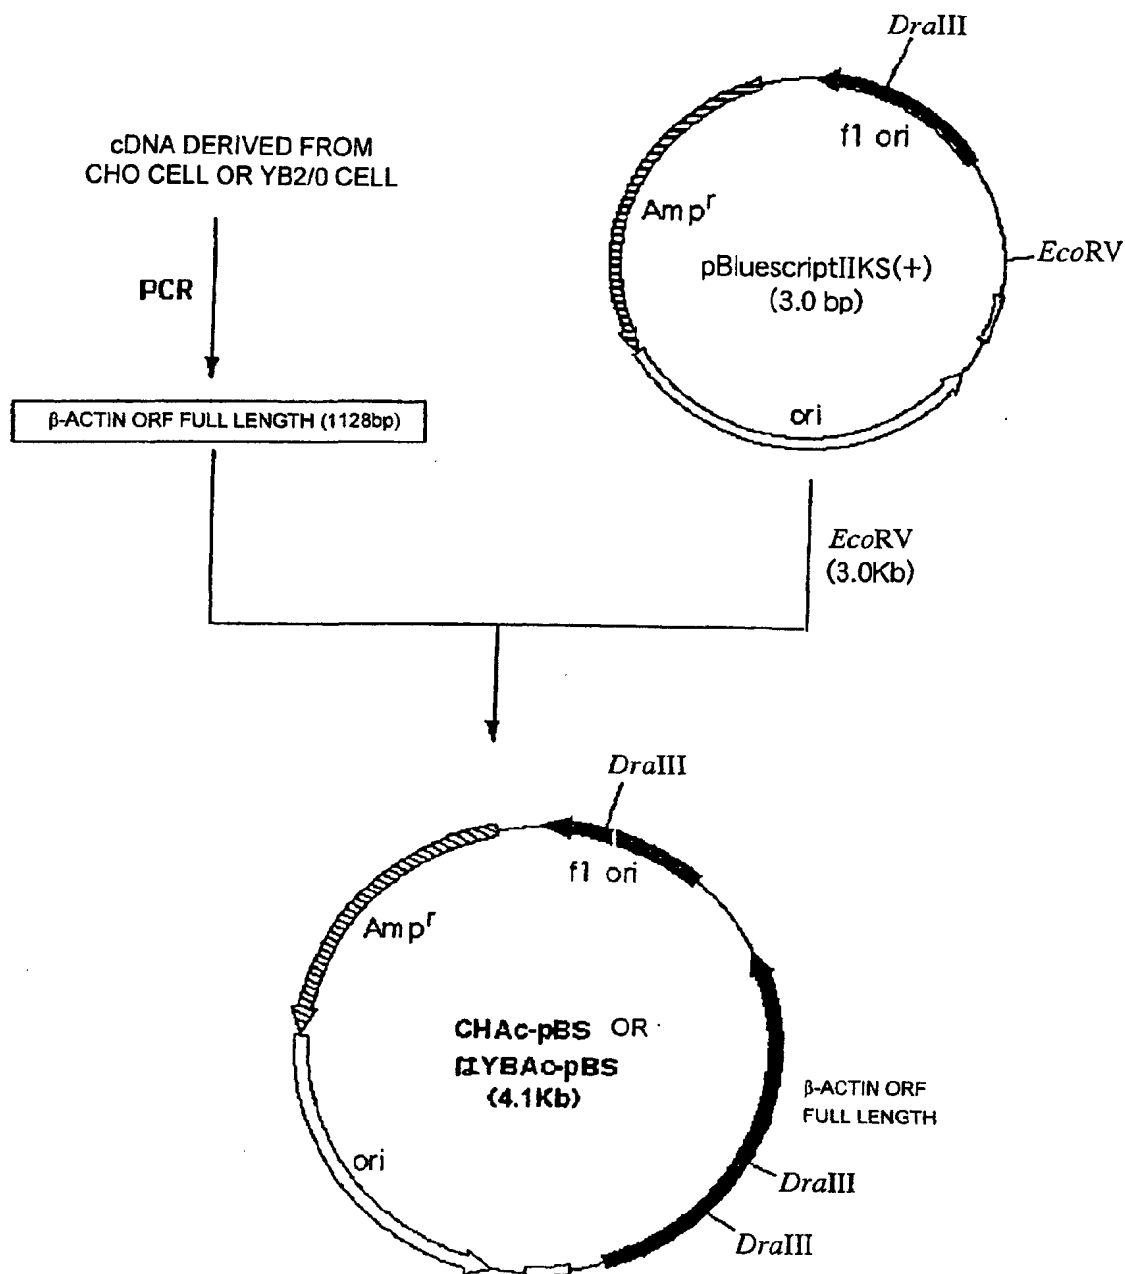 DraIII
cDNA DERIVED FROM
CHO CELL OR YB2/0 CELL
f1 ori
Ampʳ
EcoRV
pBluescriptIIKS(+)
(3.0 bp)
PCR
β-ACTIN ORF FULL LENGTH (1128bp)
ori
EcoRV
(3.0Kb)
DraIII
f1 ori
Ampʳ
CHAc-pBS OR
YBAc-pBS
(4.1Kb)
β-ACTIN ORF
FULL LENGTH
ori
DraIII
DraIII